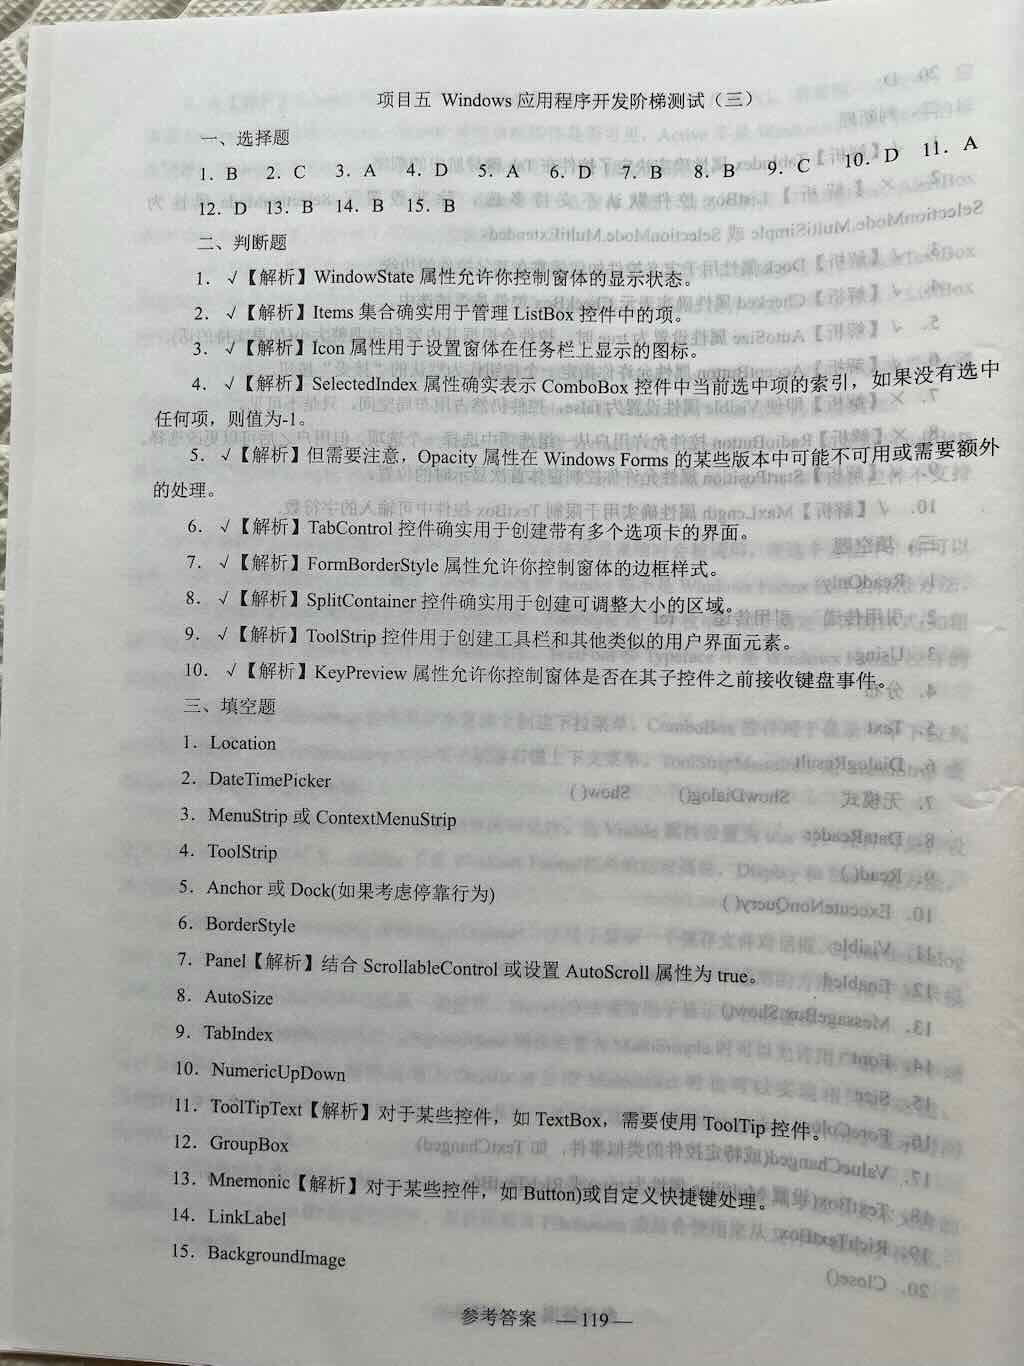 项目五 Windows 应用程序开发阶梯测试（三）
一、选择题
1．B 2．C 3．A 4．D 5．A 6．D 7．B 8．B 9．C 10．D 11．A
12．D 13．B 14．B 15．B
二、判断题
1．√【解析】WindowState 属性允许你控制窗体的显示状态。
2．√【解析】Items 集合确实用于管理 ListBox 控件中的项。
3．√【解析】Icon 属性用于设置窗体在任务栏上显示的图标。
4．√【解析】SelectedIndex 属性确实表示 ComboBox 控件中当前选中项的索引，如果没有选中
任何项，则值为-1。
5．√【解析】但需要注意，Opacity 属性在 Windows Forms 的某些版本中可能不可用或需要额外
的处理。
6．√【解析】TabControl 控件确实用于创建带有多个选项卡的界面。
7．√【解析】FormBorderStyle 属性允许你控制窗体的边框样式。
8．√【解析】SplitContainer 控件确实用于创建可调整大小的区域。
9．√【解析】ToolStrip 控件用于创建工具栏和其他类似的用户界面元素。
10．√【解析】KeyPreview 属性允许你控制窗体是否在其子控件之前接收键盘事件。
三、填空题
1．Location
2．DateTimePicker
3．MenuStrip 或 ContextMenuStrip
4．ToolStrip
5．Anchor 或 Dock(如果考虑停靠行为)
6．BorderStyle
7．Panel【解析】结合 ScrollableControl 或设置 AutoScroll 属性为 true。
8．AutoSize
9．TabIndex
10．NumericUpDown
11．ToolTipText【解析】对于某些控件，如 TextBox，需要使用 ToolTip 控件。
12．GroupBox
13．Mnemonic【解析】对于某些控件，如 Button)或自定义快捷键处理。
14．LinkLabel
15．BackgroundImage
参考答案 —119—